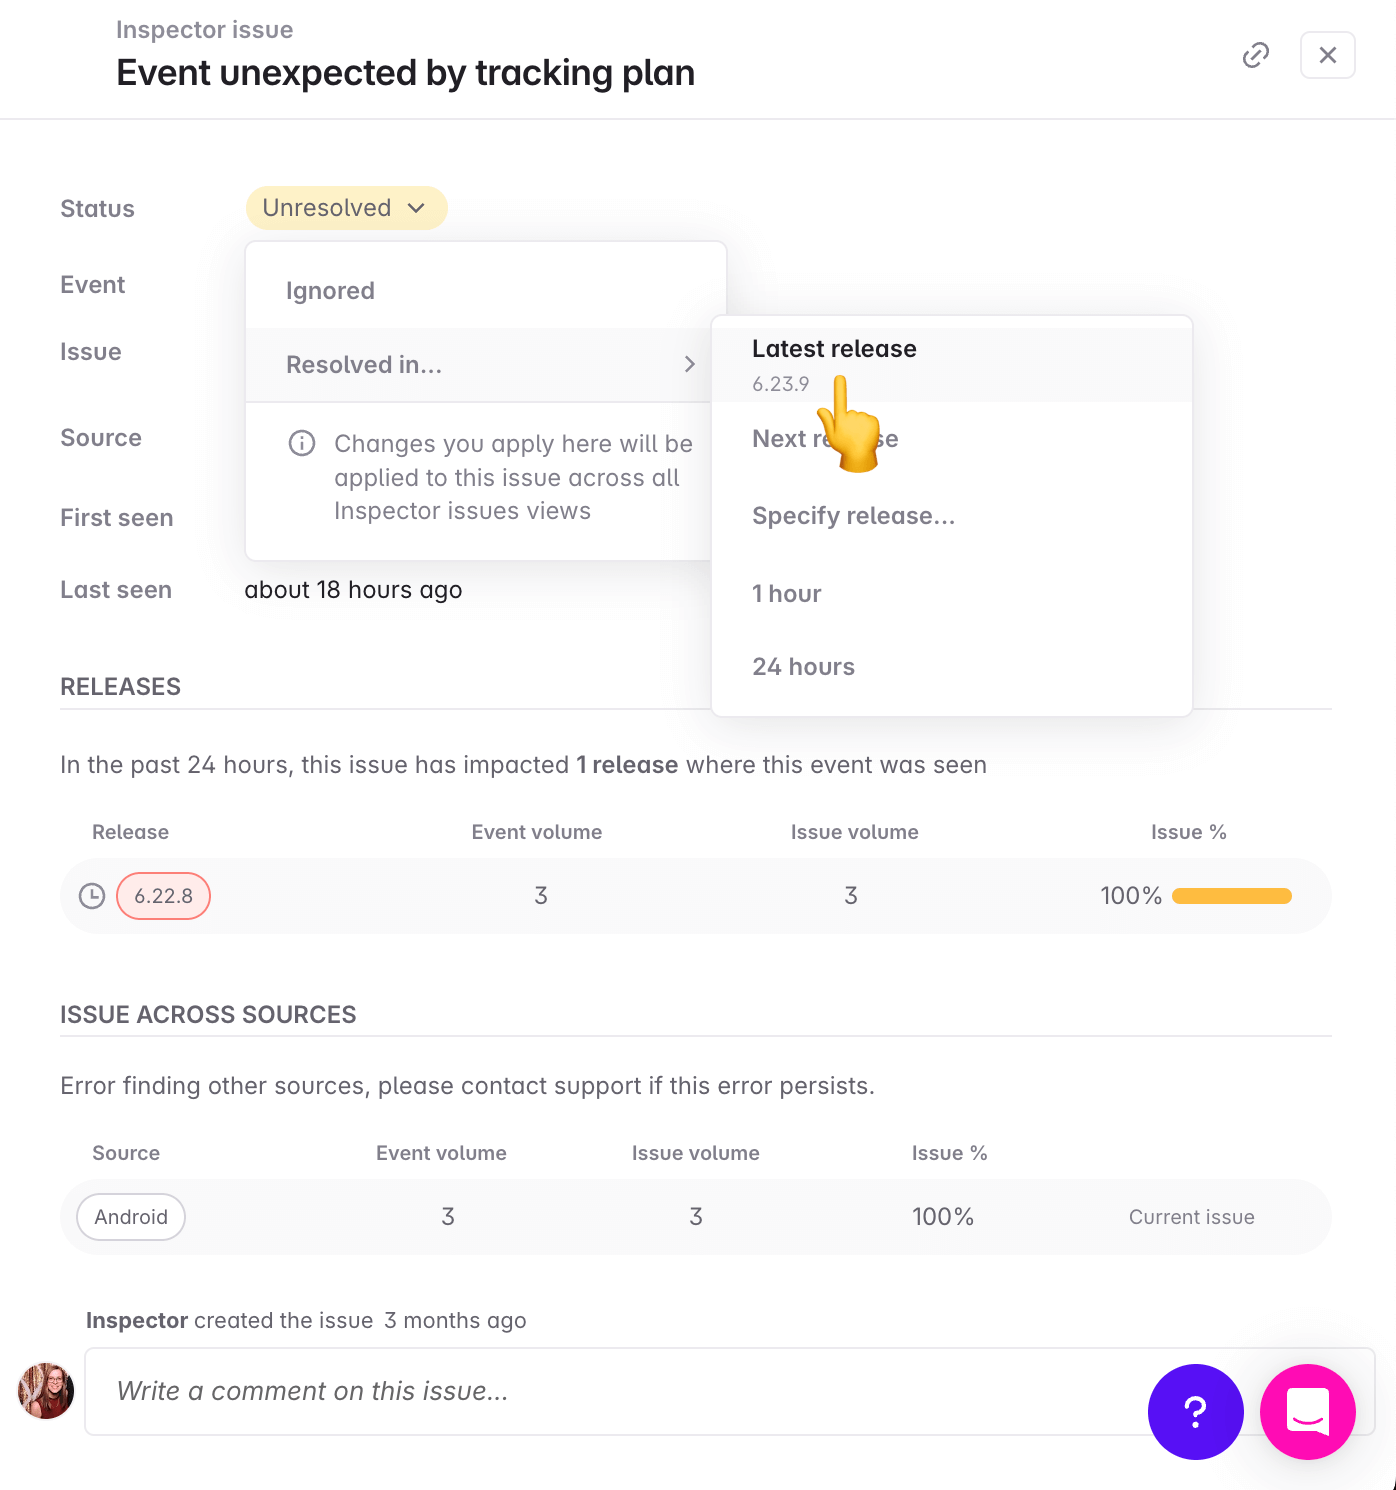 Inspector issue
Event unexpected by tracking plan
Status
Unresolved
Event
Ignored
Issue
Resolved in...
Latest release
6.23.9
Source
Changes you apply here will be
applied to this issue across all
Inspector issues views
Next release
First seen
Specify release...
Last seen
about 18 hours ago
1 hour
24 hours
RELEASES
In the past 24 hours, this issue has impacted 1 release where this event was seen
Release Event volume Issue volume Issue %
6.22.8 3 3 100%
ISSUE ACROSS SOURCES
Error finding other sources, please contact support if this error persists.
Source Event volume Issue volume Issue %
Android 3 3 100% Current issue
Inspector created the issue 3 months ago
Write a comment on this issue...
?